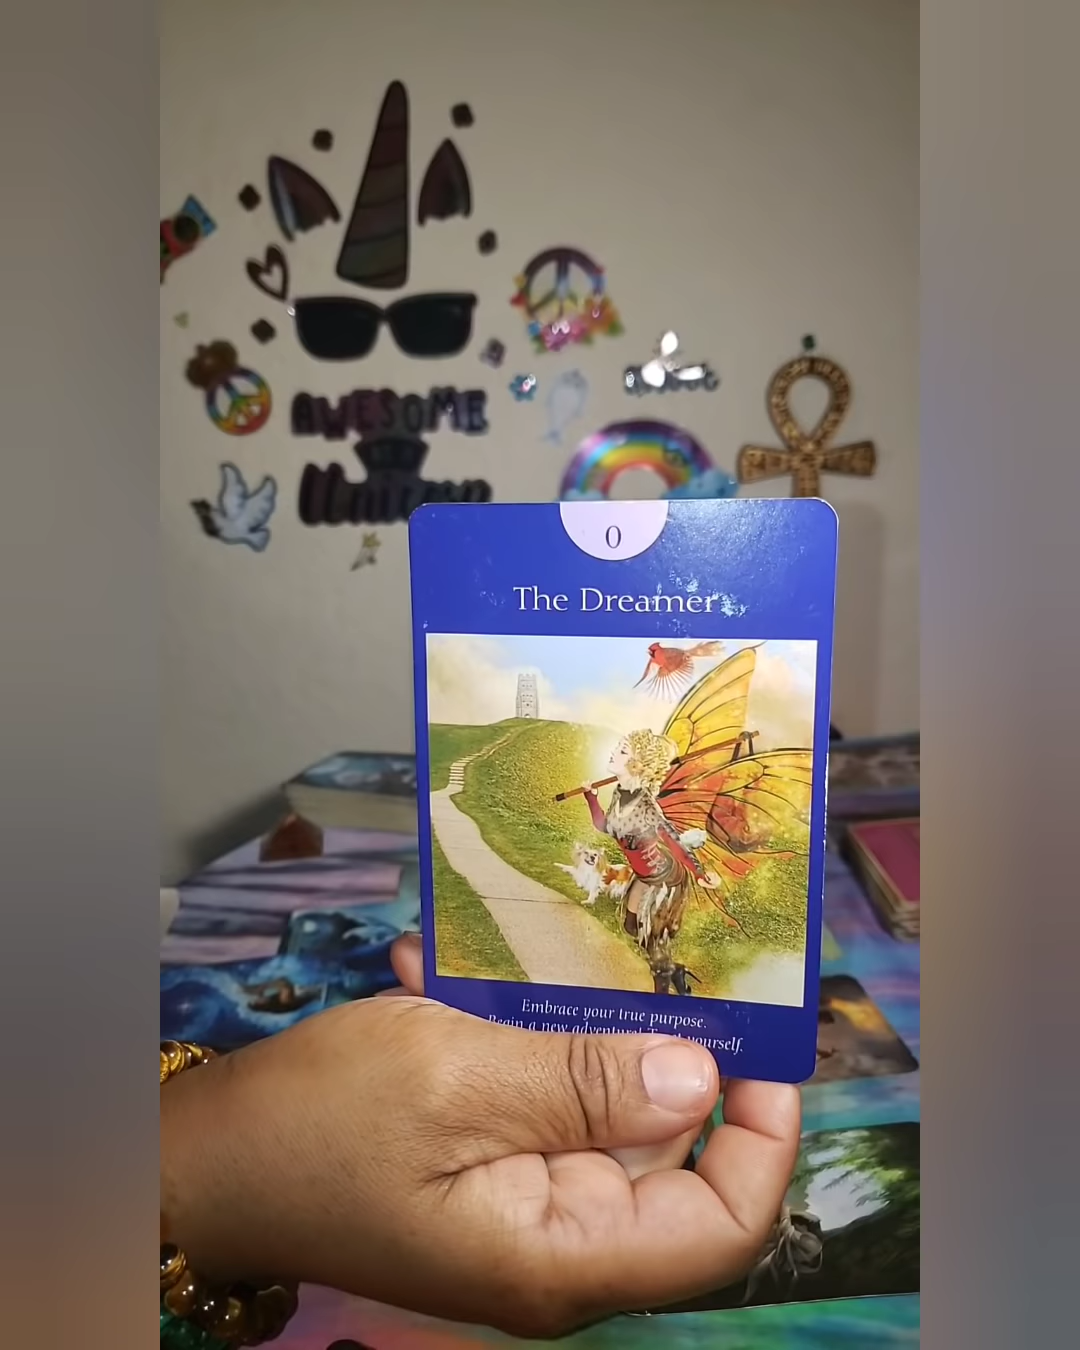 AWESOME
Unicorn
0
The Dreamer
Embrace your true purpose.
Begin a new adventure! Trust yourself.